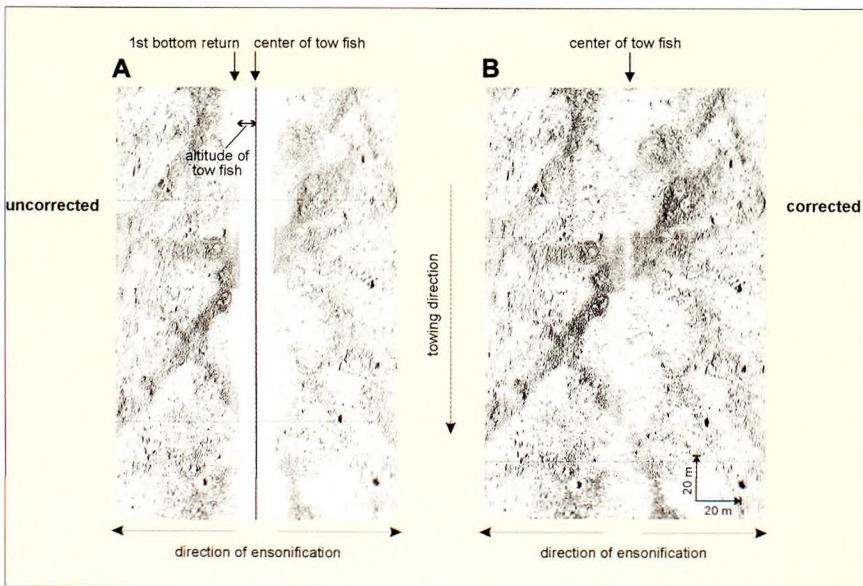 1st bottom return
center of tow fish
A
altitude of
tow fish
uncorrected
direction of ensonification
towing direction
center of tow fish
B
corrected
20 m
20 m
direction of ensonification